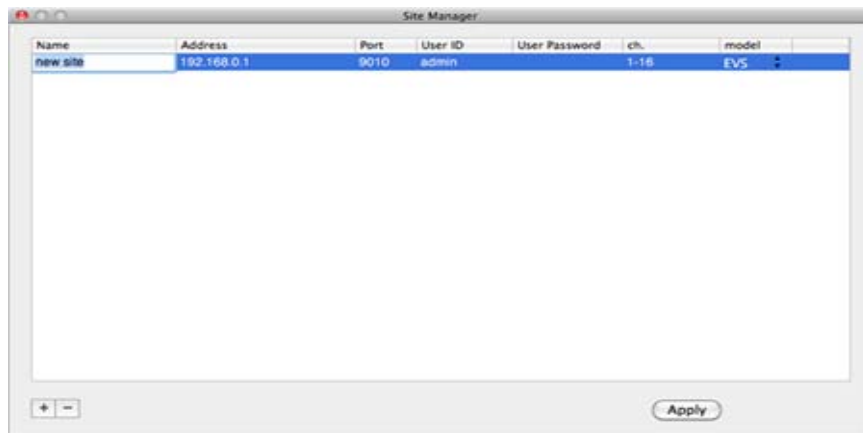 Site Manager
Name Address Port User ID User Password ch. model
new site 192.168.0.1 9010 admin 1-16 EVS
+ - Apply